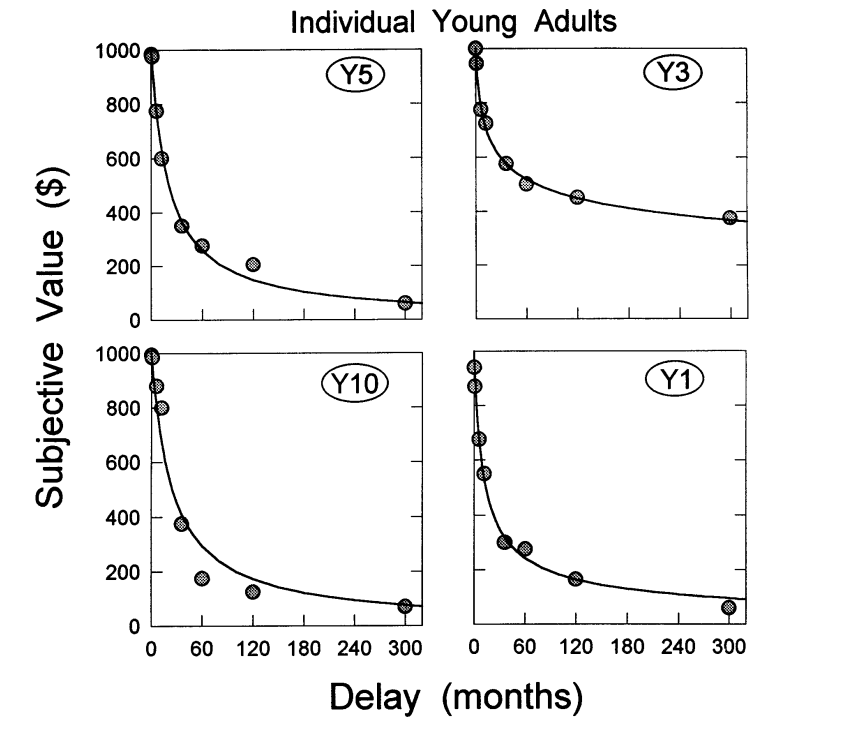 Individual Young Adults
Y5
Y3
1000
800
600
400
200
0
Subjective Value ($)
Y10
Y1
1000
800
600
400
200
0
0 60 120 180 240 300
0 60 120 180 240 300
Delay (months)